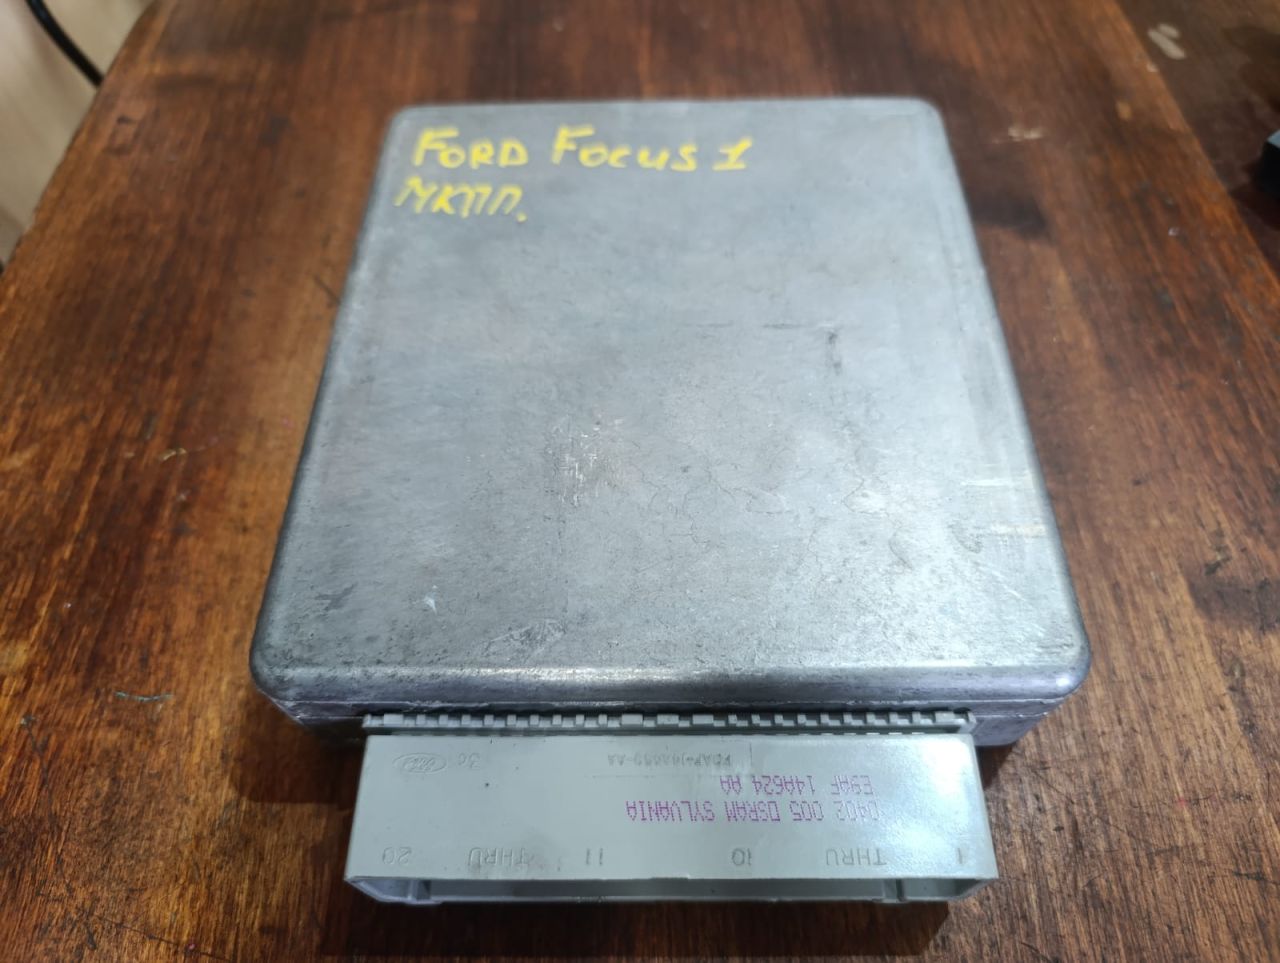 FORD FOCUS 1
МКПП.
E9AF 14A624 AA
0402 005 OSRAM SYLVANIA
1 THRU 10
11 THRU 20